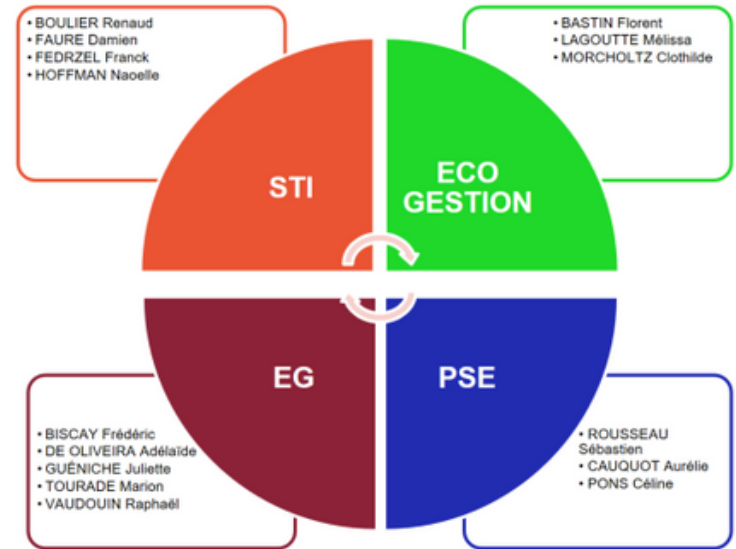 • BOULIER Renaud
• FAURE Damien
• FEDRZEL Franck
• HOFFMAN Naoelle
• BASTIN Florent
• LAGOUTTE Mélissa
• MORCHOLTZ Clothilde
STI
ECO
GESTION
EG
PSE
• BISCAY Frédéric
• DE OLIVEIRA Adélaïde
• GUÉNICHE Juliette
• TOURADE Marion
• VAUDOUIN Raphaël
• ROUSSEAU
Sébastien
• CAUQUOT Aurélie
• PONS Céline